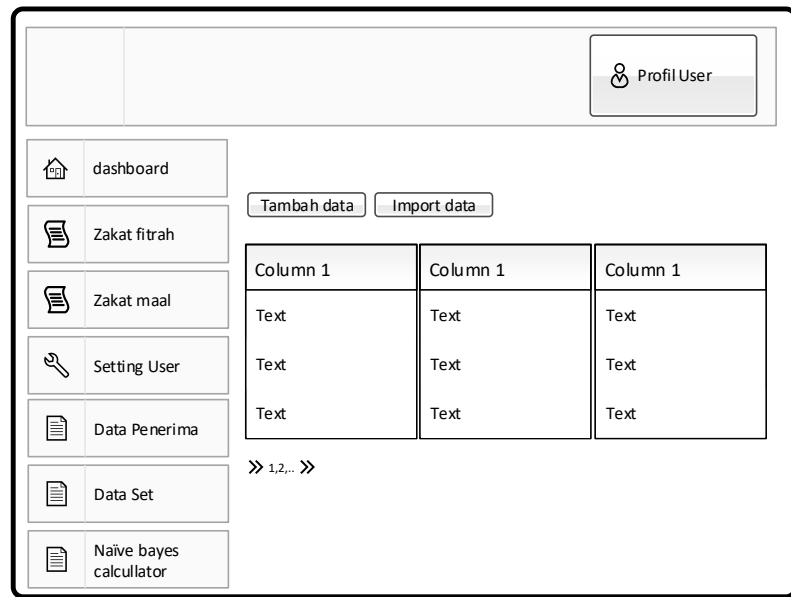 Profil User
dashboard
Zakat fitrah
Zakat maal
Setting User
Data Penerima
Data Set
Naïve bayes
calcullator
Tambah data
Import data
Column 1
Column 1
Column 1
Text
Text
Text
Text
Text
Text
Text
Text
Text
1,2,..